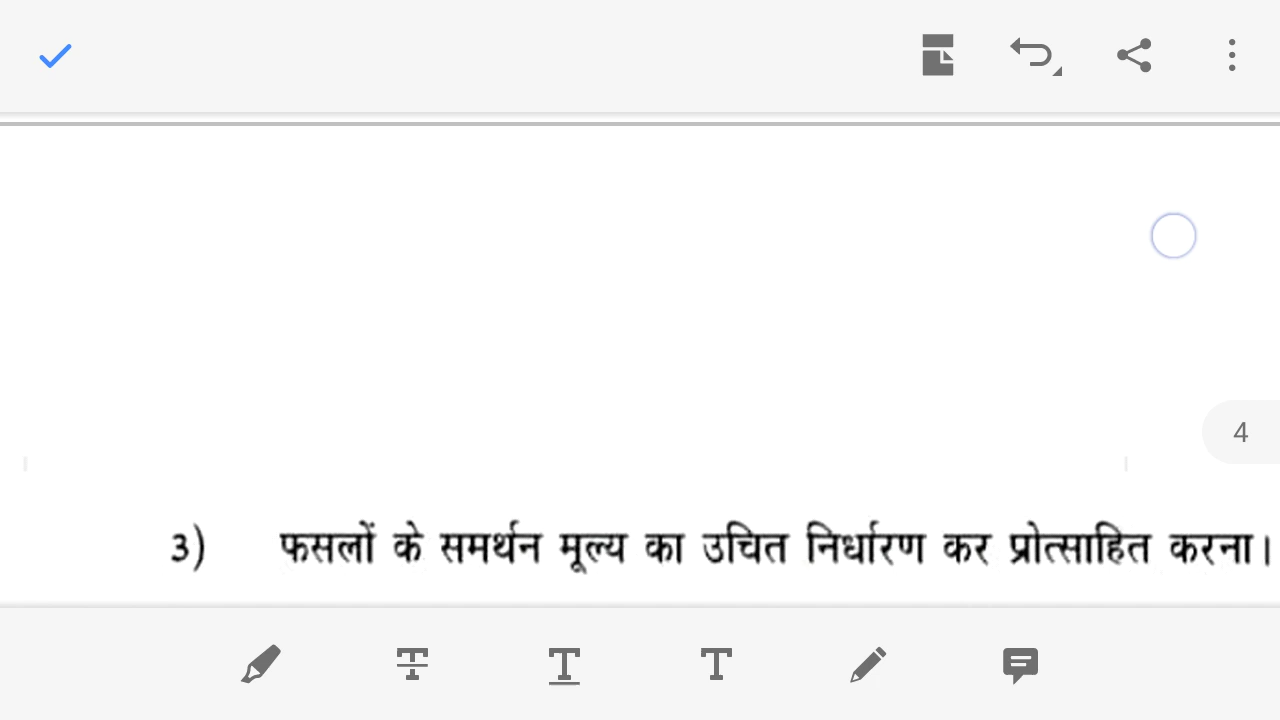 4
3) फसलों के समर्थन मूल्य का उचित निर्धारण कर प्रोत्साहित करना।